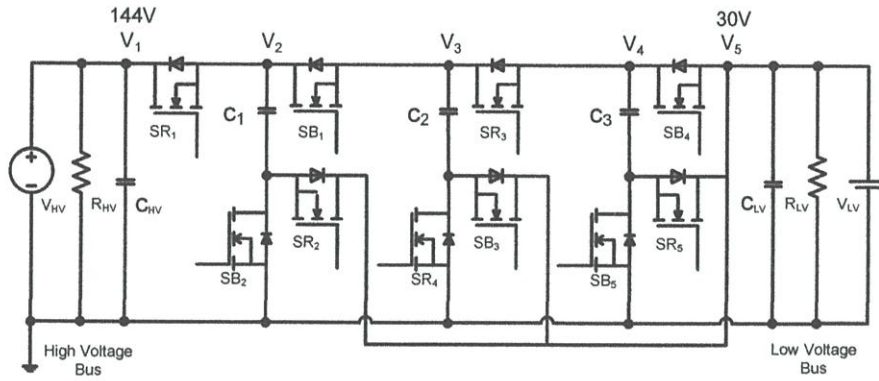 144V
30V
V1
V2
V3
V4
V5
C1
C2
C3
SR1
SB1
SR3
SB4
VHV
RHV
CHV
SR2
SB3
SR5
CLV
RLV
VLV
SB2
SR4
SB5
High Voltage
Bus
Low Voltage
Bus